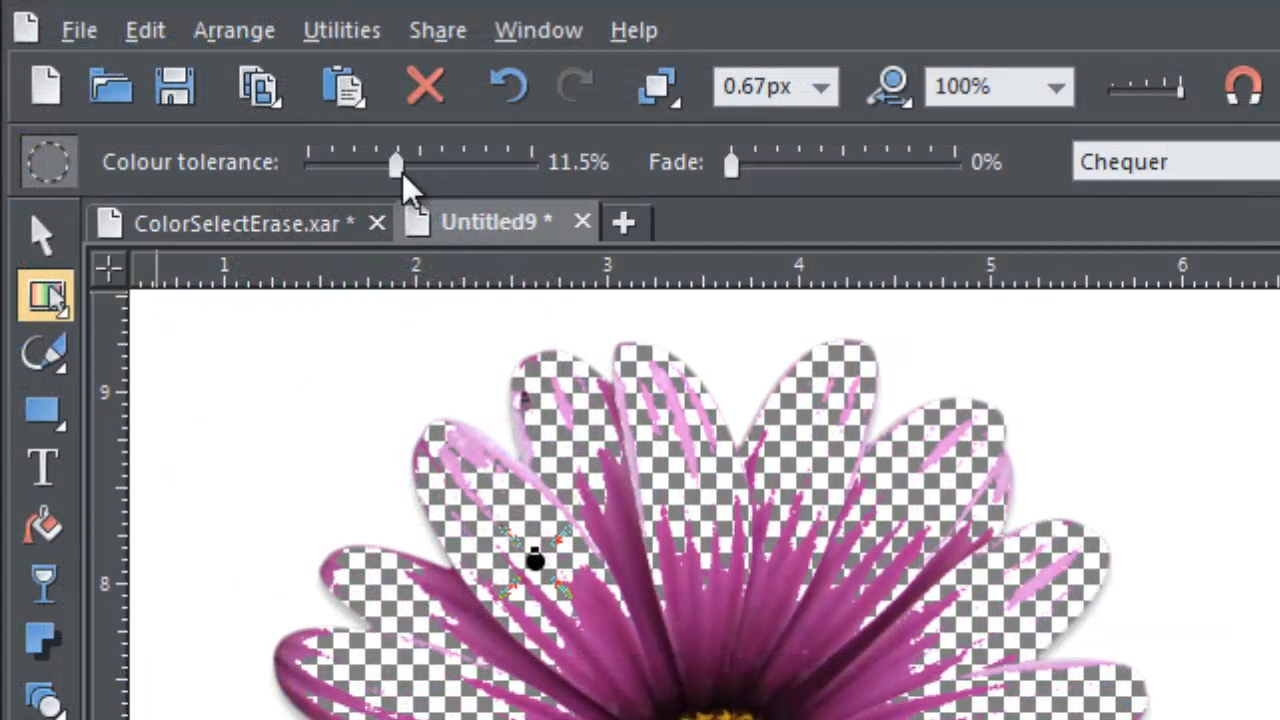 File Edit Arrange Utilities Share Window Help
0.67px 100%
Colour tolerance: 11.5% Fade: 0% Chequer
ColorSelectErase.xar * Untitled9 *
1 2 3 4 5 6
9
8
T